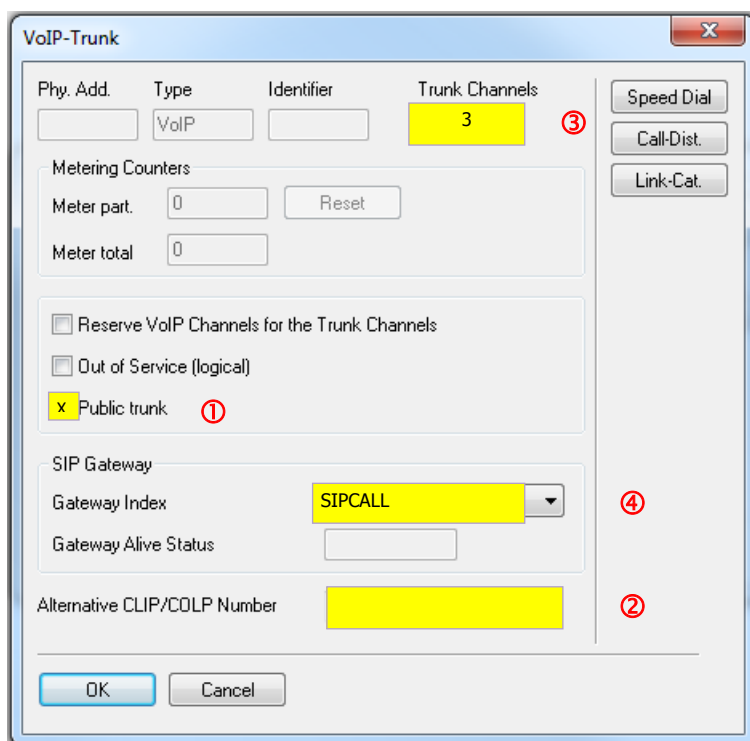 VoIP-Trunk
x
Phy. Add. Type Identifier Trunk Channels
VoIP 3 ③
Speed Dial
Call-Dist.
Link-Cat.
Metering Counters
Meter part. 0 Reset
Meter total 0
Reserve VoIP Channels for the Trunk Channels
Out of Service (logical)
x Public trunk ①
SIP Gateway
Gateway Index SIPCALL ④
Gateway Alive Status
Alternative CLIP/COLP Number ②
OK Cancel